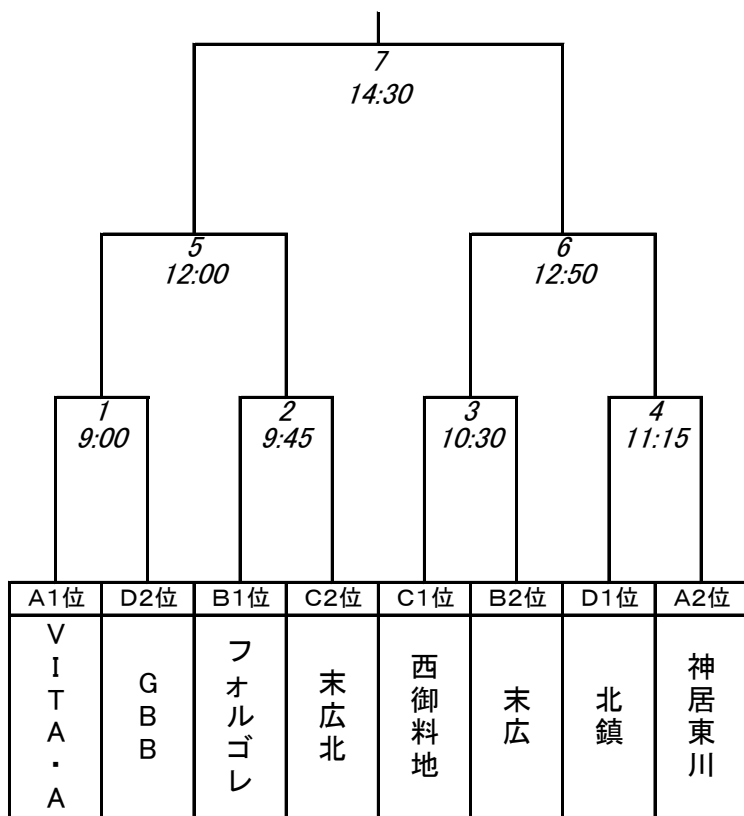 7
14:30
5
12:00
6
12:50
1
9:00
2
9:45
3
10:30
4
11:15
A1位
D2位
B1位
C2位
C1位
B2位
D1位
A2位
VITA・A
GBB
フォルゴレ
末広北
西御料地
末広
北鎮
神居東川